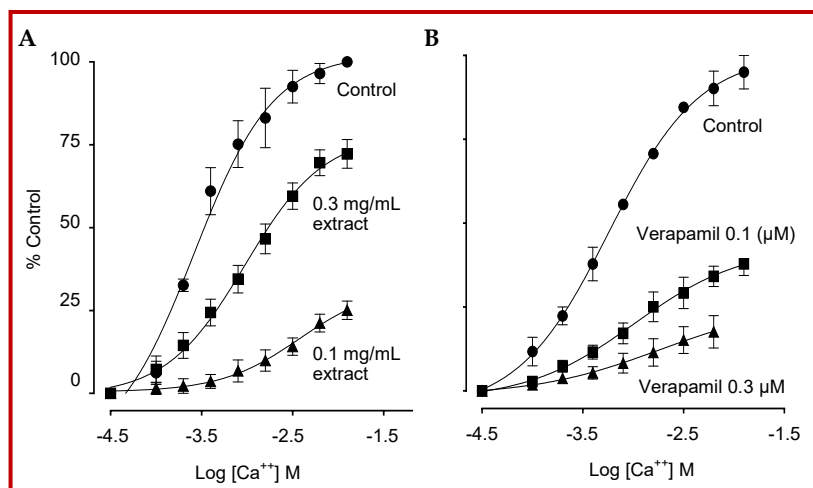 A
B
100
75
50
25
0
% Control
Control
0.3 mg/mL
extract
0.1 mg/mL
extract
-4.5 -3.5 -2.5 -1.5
Log [Ca++] M
Control
Verapamil 0.1 (µM)
Verapamil 0.3 µM
-4.5 -3.5 -2.5 -1.5
Log [Ca++] M